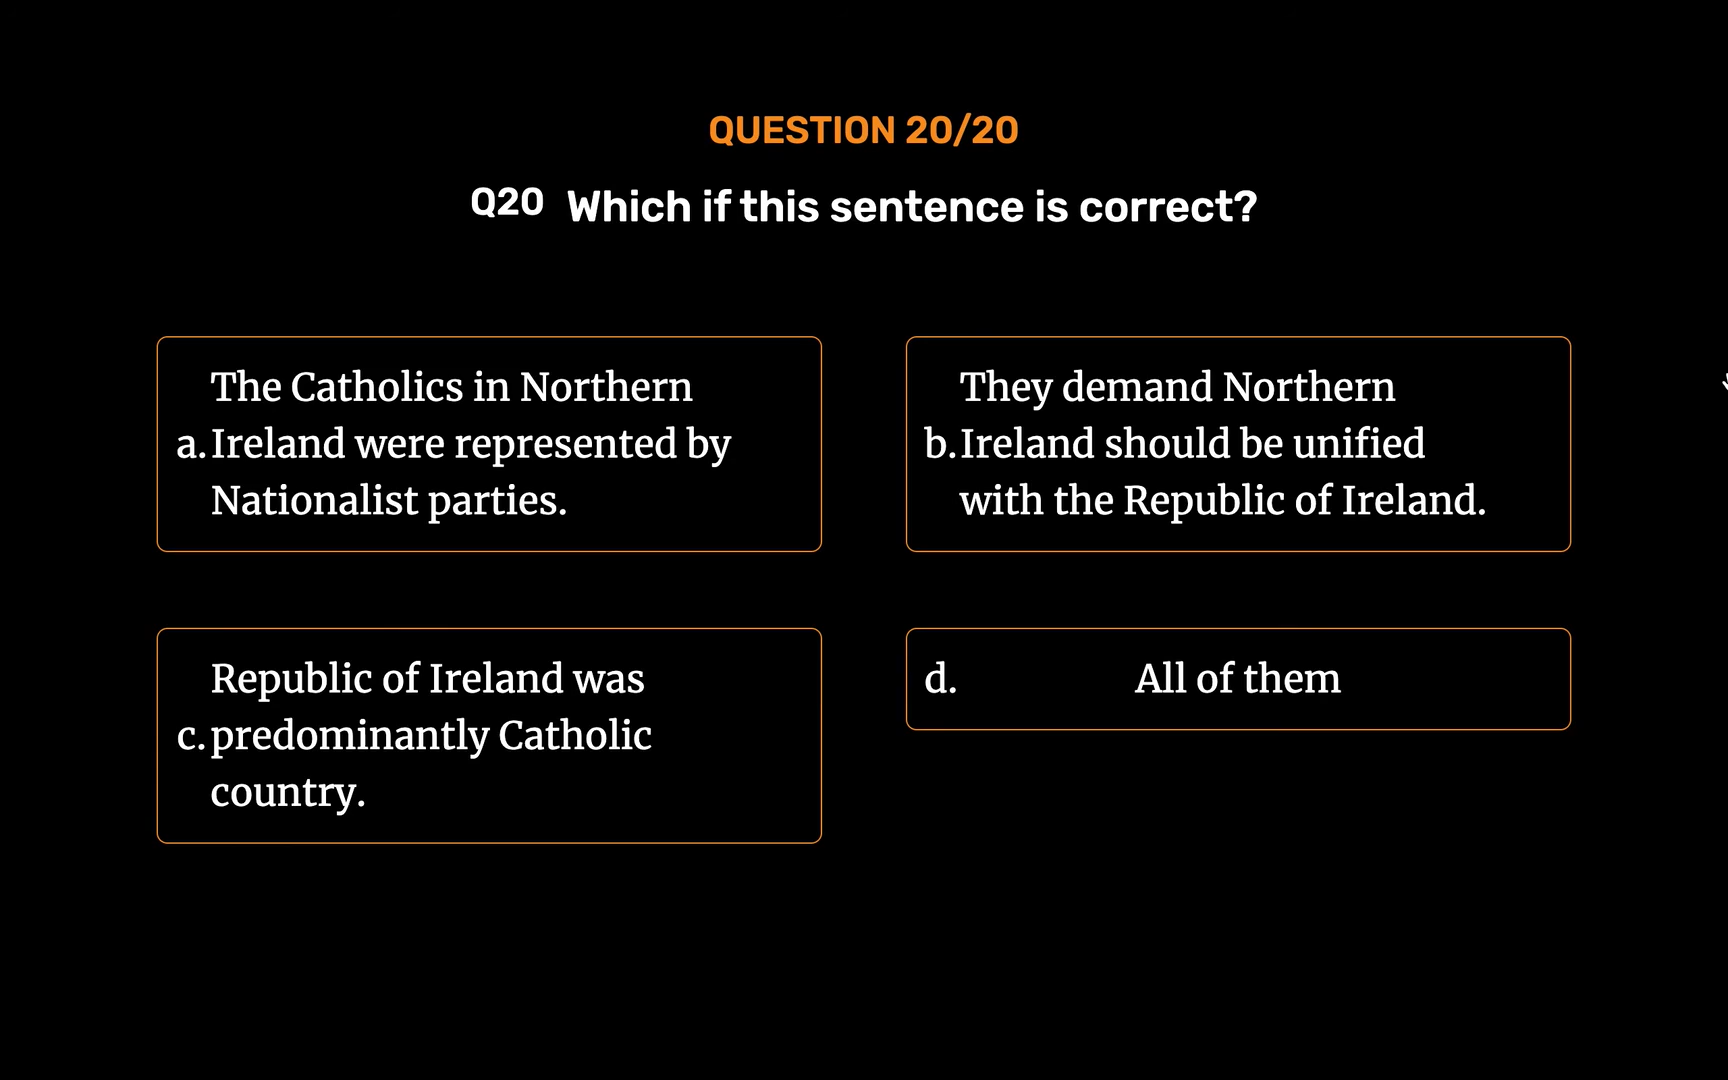 QUESTION 20/20
Q20 Which if this sentence is correct?
The Catholics in Northern
a. Ireland were represented by
Nationalist parties.
They demand Northern
b. Ireland should be unified
with the Republic of Ireland.
Republic of Ireland was
c. predominantly Catholic
country.
d. All of them